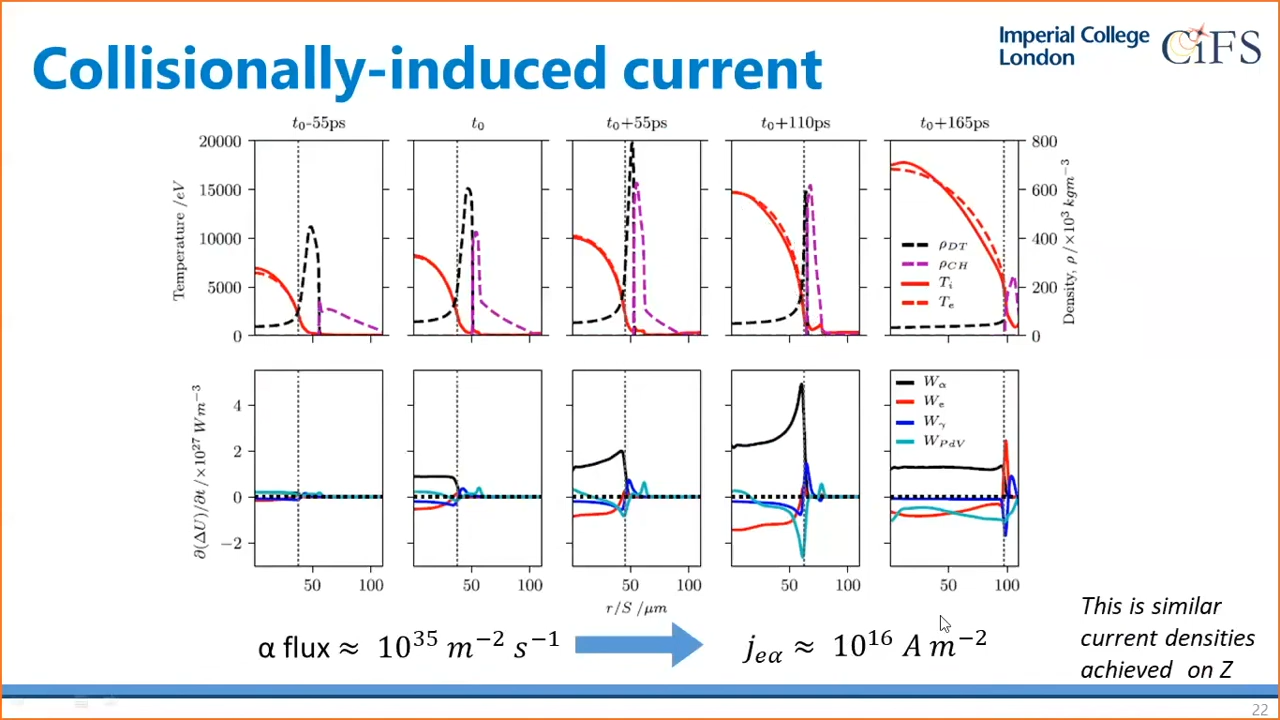 Collisionally-induced current
Imperial College
London
CiFS
t₀-55ps
t₀
t₀+55ps
t₀+110ps
t₀+165ps
20000
15000
10000
5000
0
Temperature /eV
800
600
400
200
0
Density, ρ /×10³ kgm⁻³
ρ_DT
ρ_CH
T_i
T_e
4
2
0
−2
∂(ΔU)/∂t /×10²⁷ Wm⁻³
W_α
W_e
W_γ
W_PdV
50 100
50 100
50 100
50 100
50 100
r/S /μm
α flux ≈ 10³⁵ m⁻² s⁻¹
j_eα ≈ 10¹⁶ A m⁻²
This is similar
current densities
achieved on Z
22